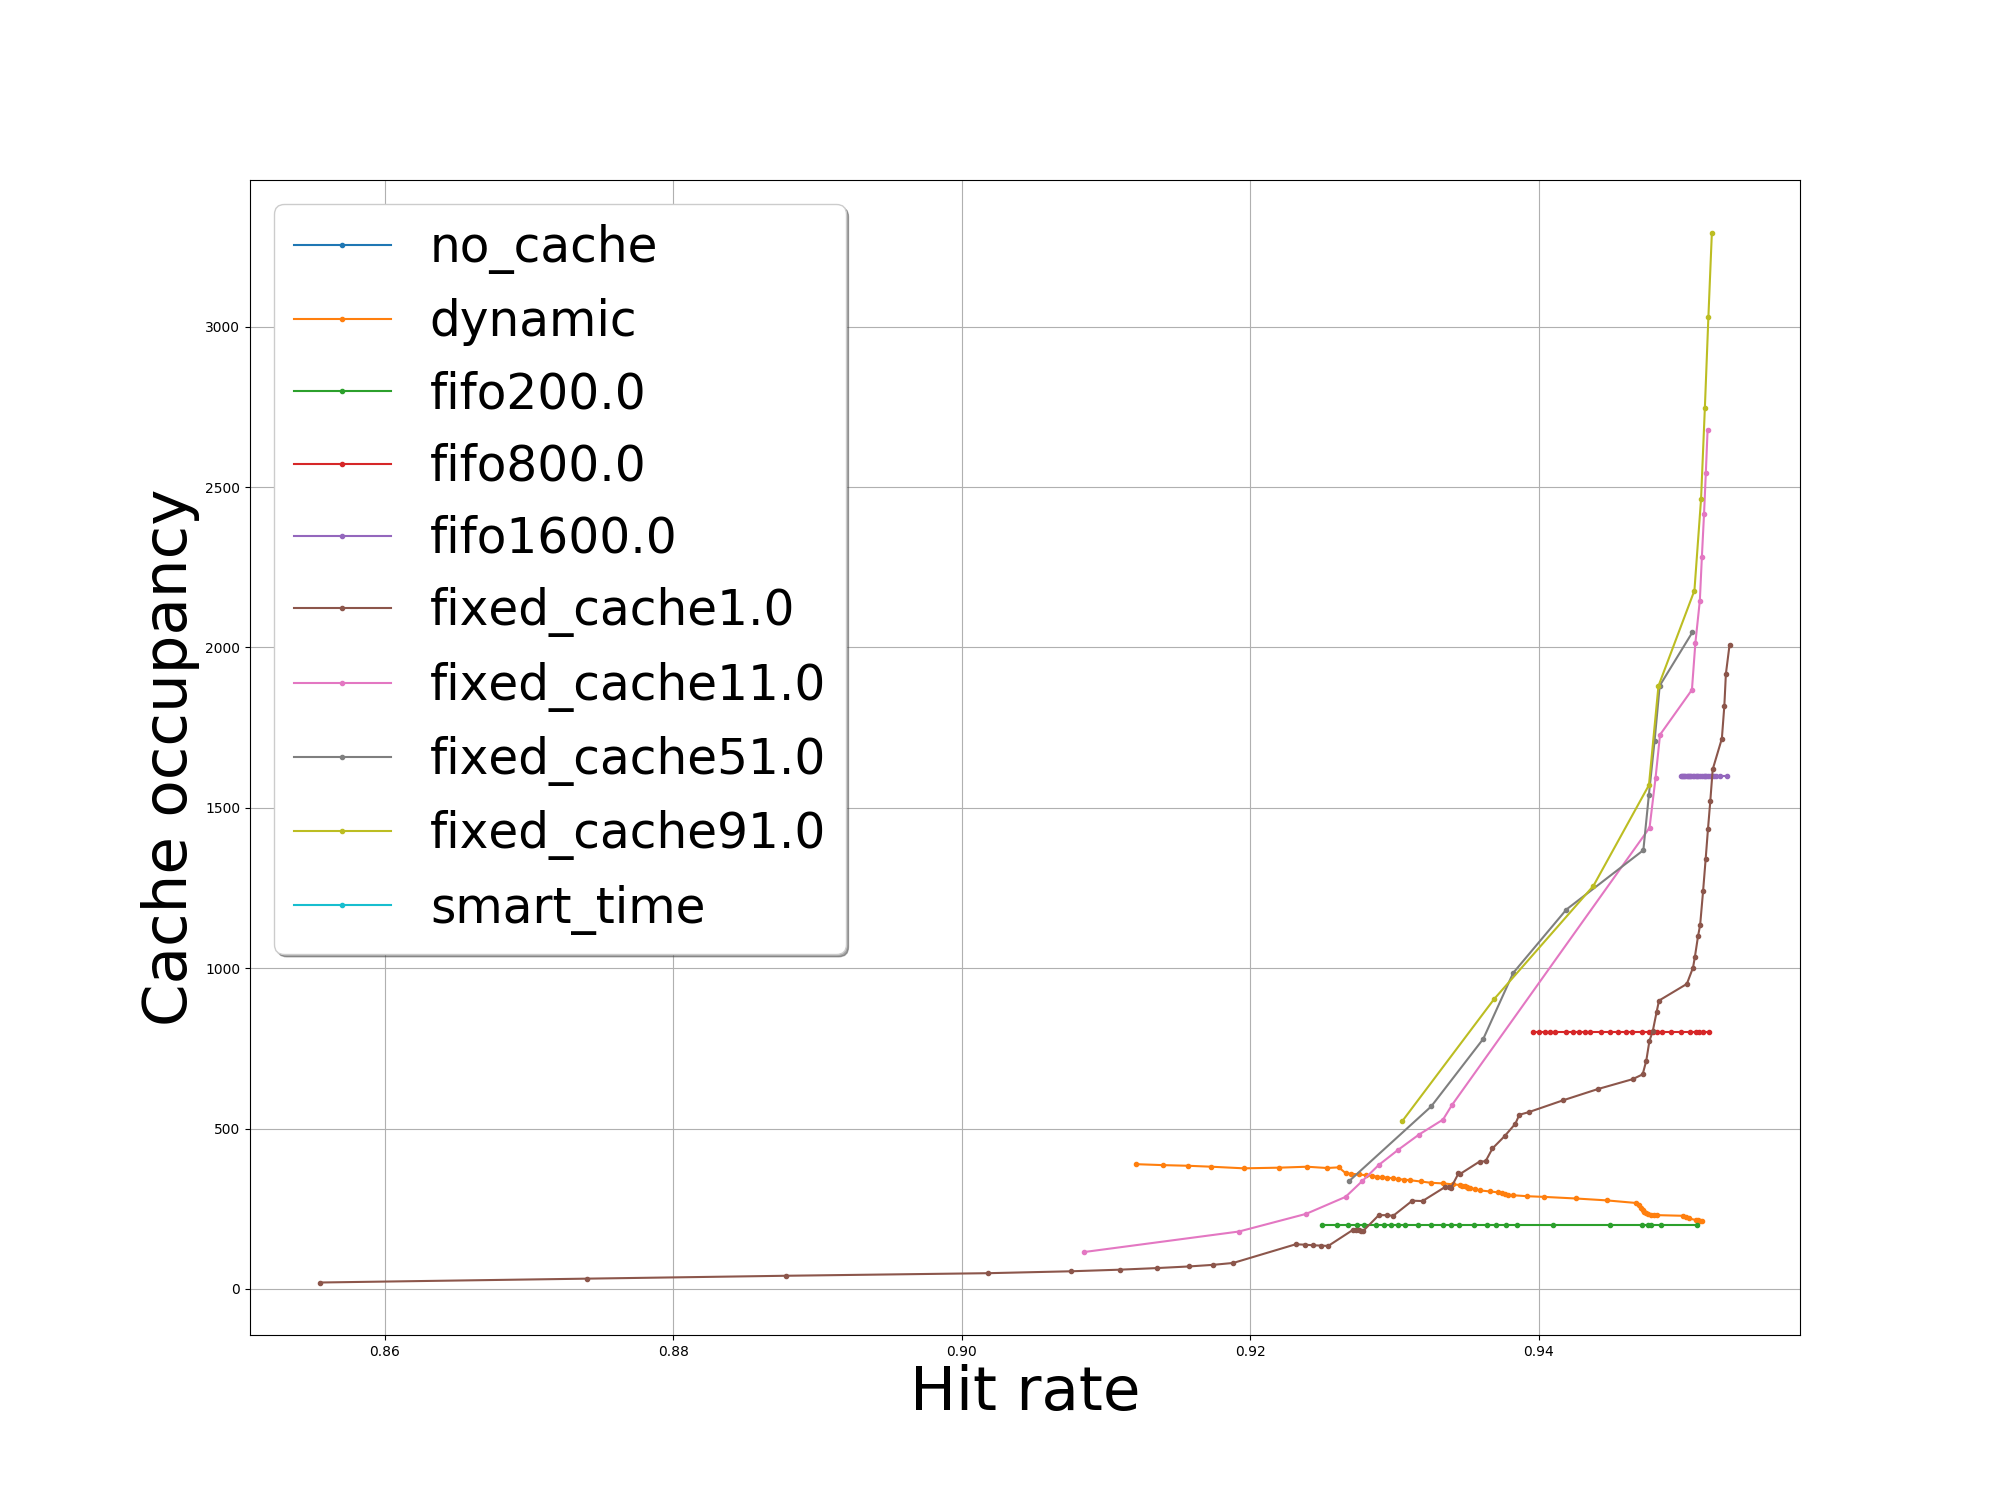 no_cache
dynamic
fifo200.0
fifo800.0
fifo1600.0
fixed_cache1.0
fixed_cache11.0
fixed_cache51.0
fixed_cache91.0
smart_time
3000
2500
2000
1500
1000
500
0
Cache occupancy
0.86 0.88 0.90 0.92 0.94
Hit rate